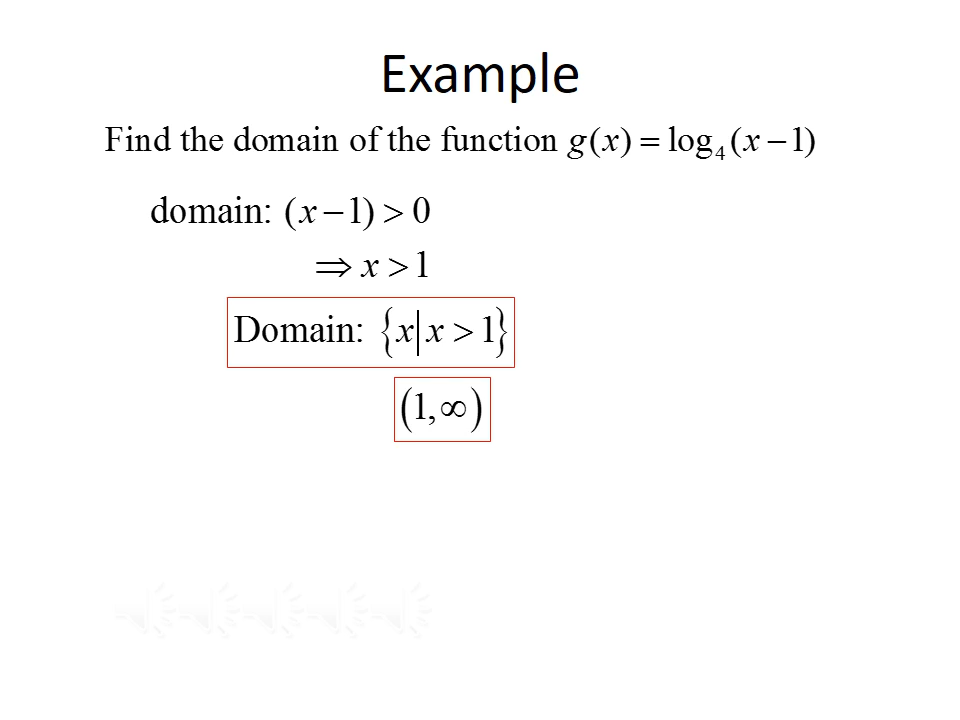 Example
Find the domain of the function g(x) = log₄(x − 1)
domain: (x − 1) > 0
⇒ x > 1
Domain: {x | x > 1}
(1, ∞)